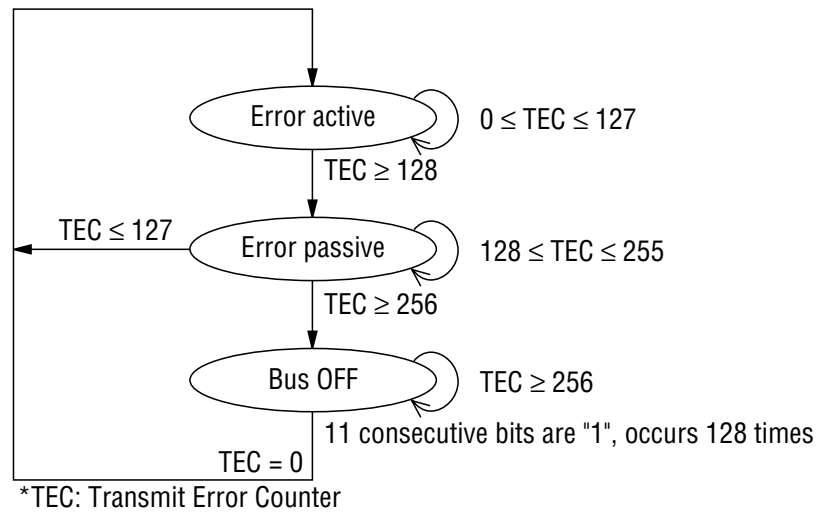 Error active
0 ≤ TEC ≤ 127
TEC ≥ 128
TEC ≤ 127
Error passive
128 ≤ TEC ≤ 255
TEC ≥ 256
Bus OFF
TEC ≥ 256
11 consecutive bits are "1", occurs 128 times
TEC = 0
*TEC: Transmit Error Counter